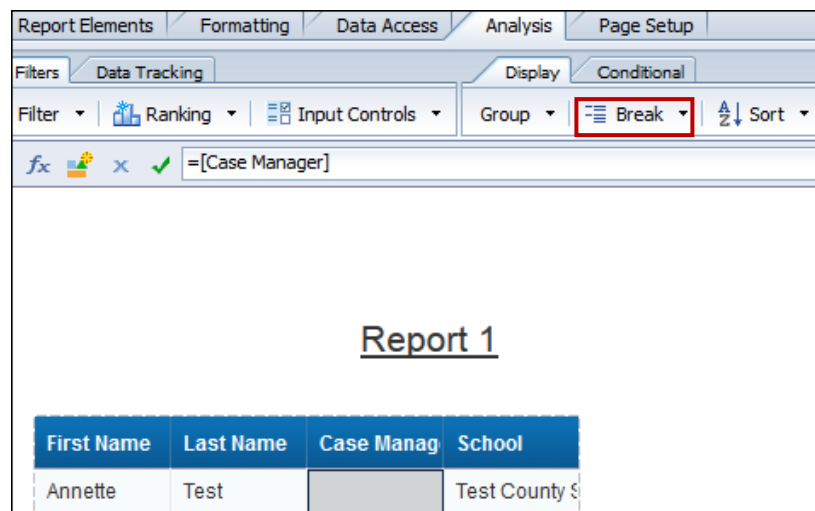 Report Elements Formatting Data Access Analysis Page Setup
Filters Data Tracking Display Conditional
Filter Ranking Input Controls Group Break A Z Sort
fx =[Case Manager]
Report 1
First Name Last Name Case Manag School
Annette Test Test County S